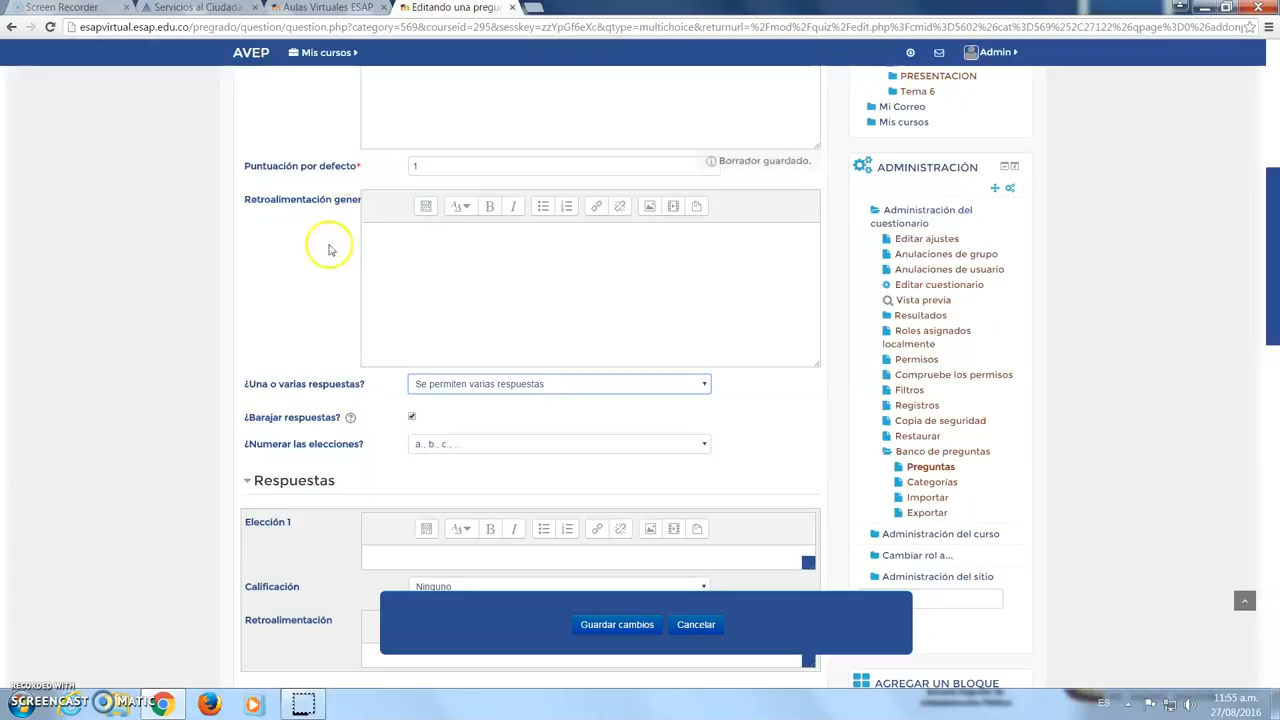 Screen Recorder
Servicios al Ciudadano
Aulas Virtuales ESAP
Editando una pregu
esapvirtual.esap.edu.co/pregrado/question/question.php?category=569&courseid=295&sesskey=zzYpGf6eXc&qtype=multichoice&returnurl=%2Fmod%2Fquiz%2Fedit.php%3Fcmid%3D5602%26cat%3D569%252C27122%26qpage%3D0%26addonp
AVEP
Mis cursos
Admin
PRESENTACION
Tema 6
Mi Correo
Mis cursos
Puntuación por defecto*
1
Borrador guardado.
Retroalimentación gener
¿Una o varias respuestas?
Se permiten varias respuestas
¿Barajar respuestas?
¿Numerar las elecciones?
a., b., c., ...
Respuestas
Elección 1
Calificación
Ninguno
Retroalimentación
Guardar cambios
Cancelar
ADMINISTRACIÓN
Administración del
cuestionario
Editar ajustes
Anulaciones de grupo
Anulaciones de usuario
Editar cuestionario
Vista previa
Resultados
Roles asignados
localmente
Permisos
Compruebe los permisos
Filtros
Registros
Copia de seguridad
Restaurar
Banco de preguntas
Preguntas
Categorías
Importar
Exportar
Administración del curso
Cambiar rol a...
Administración del sitio
AGREGAR UN BLOQUE
RECORDED WITH
SCREENCAST MATIC
ES
11:55 a.m.
27/08/2016